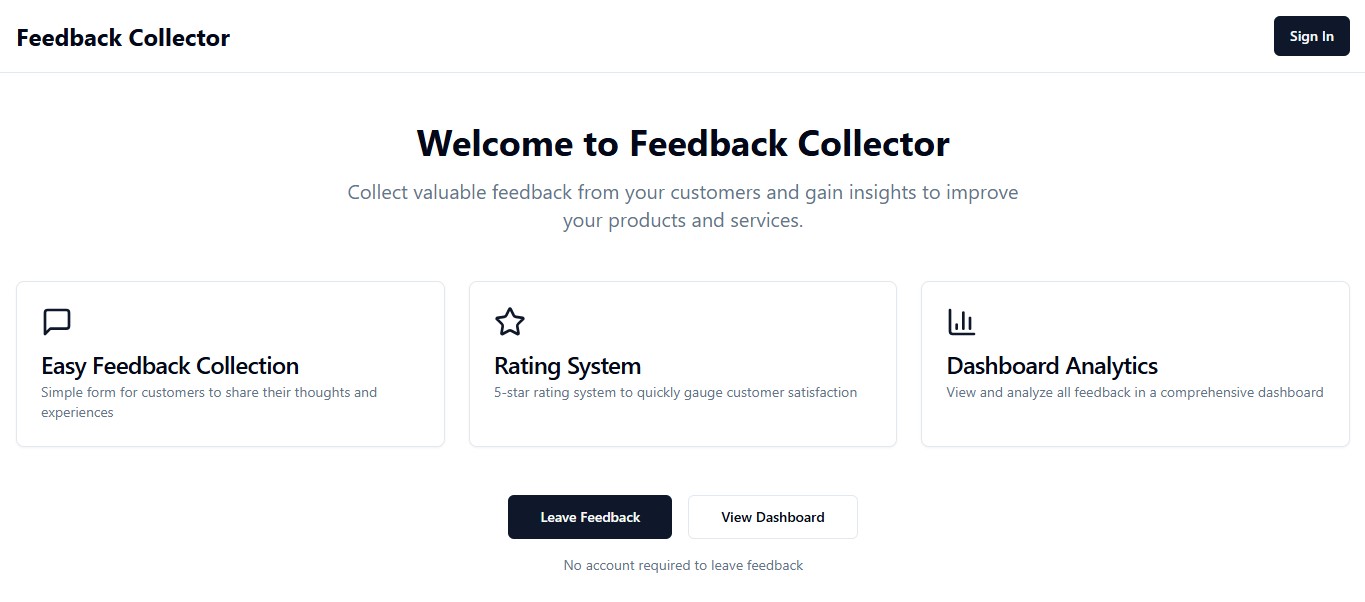 Feedback Collector
Sign In
Welcome to Feedback Collector
Collect valuable feedback from your customers and gain insights to improve
your products and services.
Easy Feedback Collection
Simple form for customers to share their thoughts and
experiences
Rating System
5-star rating system to quickly gauge customer satisfaction
Dashboard Analytics
View and analyze all feedback in a comprehensive dashboard
Leave Feedback
View Dashboard
No account required to leave feedback